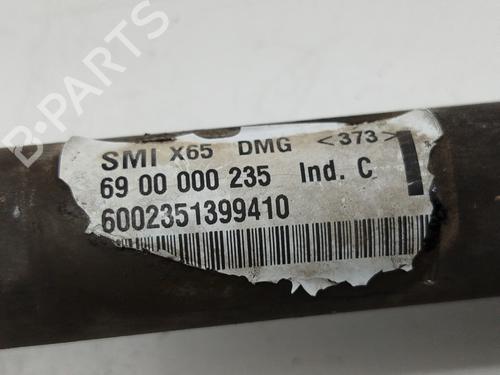 B-PARTS
SMI X65 DMG <373>
69 00 000 235 Ind. C
6002351399410